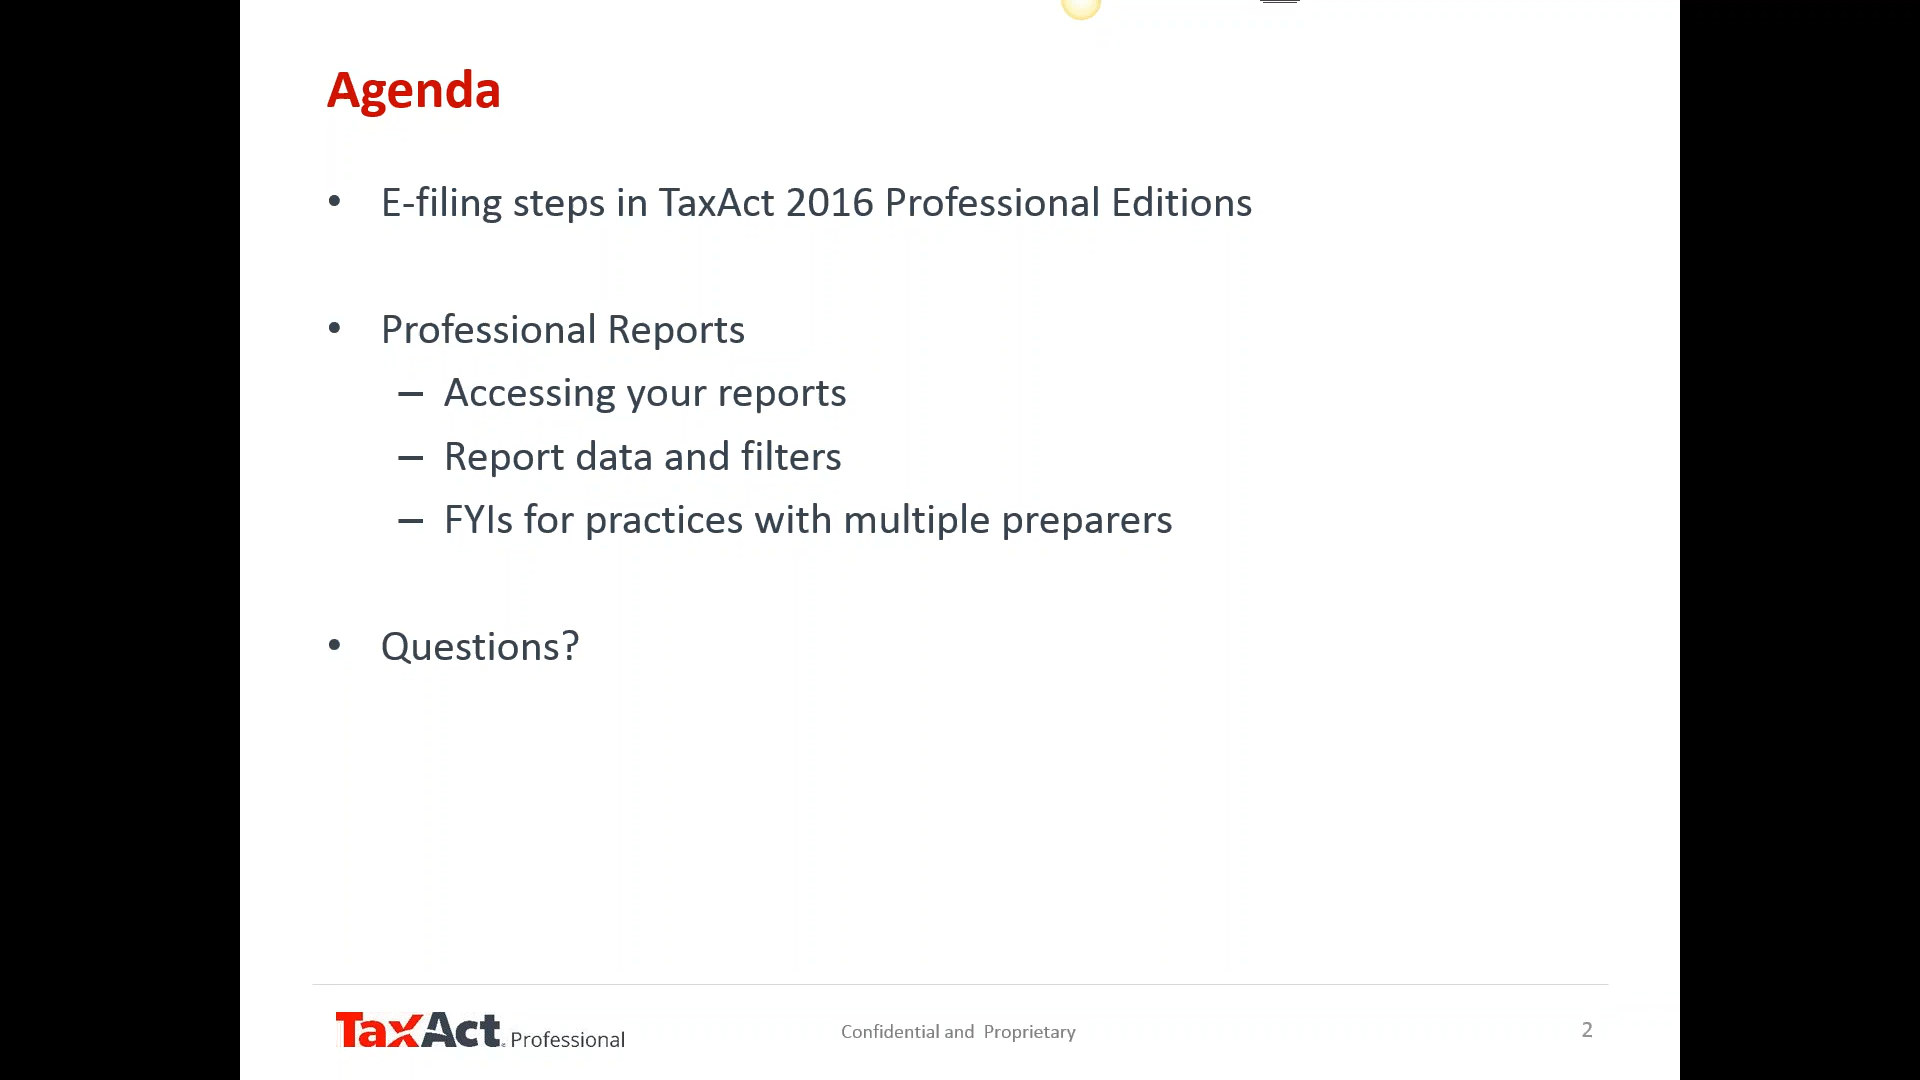 Agenda
• E-filing steps in TaxAct 2016 Professional Editions
• Professional Reports
– Accessing your reports
– Report data and filters
– FYIs for practices with multiple preparers
• Questions?
TaxAct. Professional
Confidential and Proprietary
2